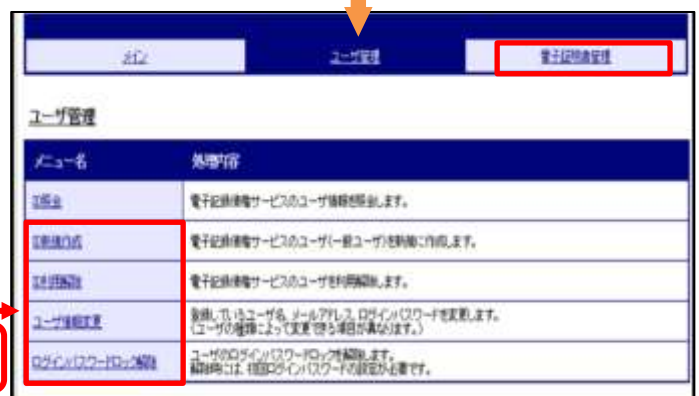 メイン ユーザ管理 電子証明書管理
ユーザ管理
メニュー名 処理内容
ID照会 電子記録債権サービスのユーザ情報を照会します。
ID新規作成 電子記録債権サービスのユーザ(一般ユーザ)を新規に作成します。
ID利用解除 電子記録債権サービスのユーザを利用解除します。
ユーザ情報変更 登録しているユーザ名、メールアドレス、ログインパスワードを変更します。
(ユーザの種類によって変更できる項目が異なります。)
ログインパスワードロック解除 ユーザのログインパスワードロックを解除します。
解除時には、初回ログインパスワードの設定が必要です。